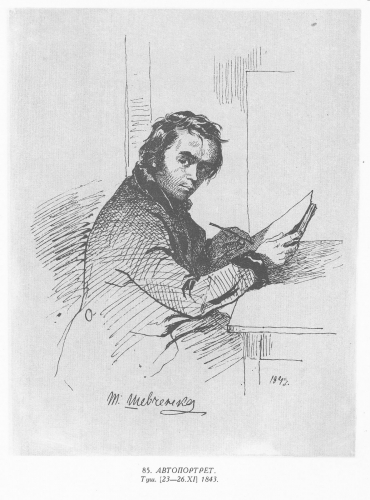 1843.
Т. Шевченко
85. АВТОПОРТРЕТ.
Туш. [23—26.XI] 1843.